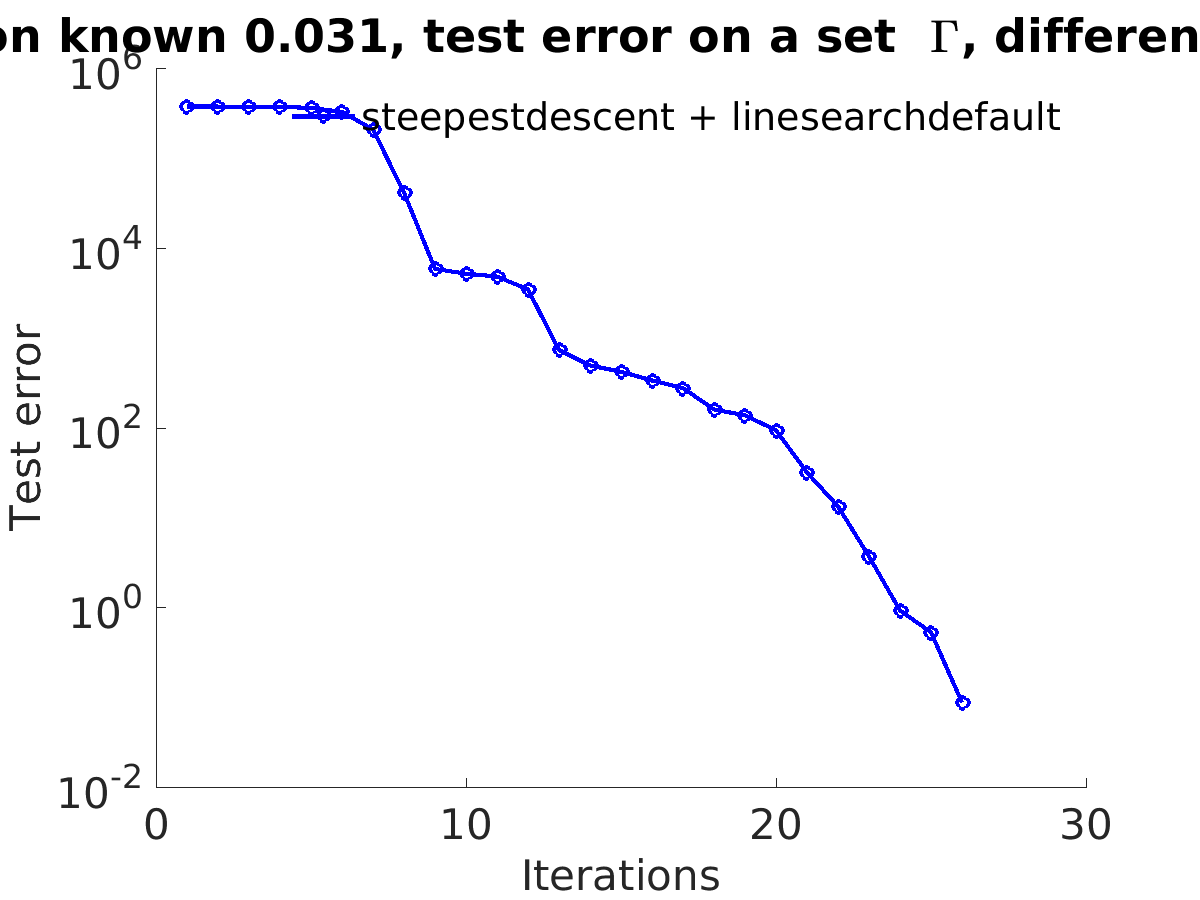 on known 0.031, test error on a set Γ, differen
10^6
steepestdescent + linesearchdefault
10^4
Test error
10^2
10^0
10^-2
0 10 20 30
Iterations